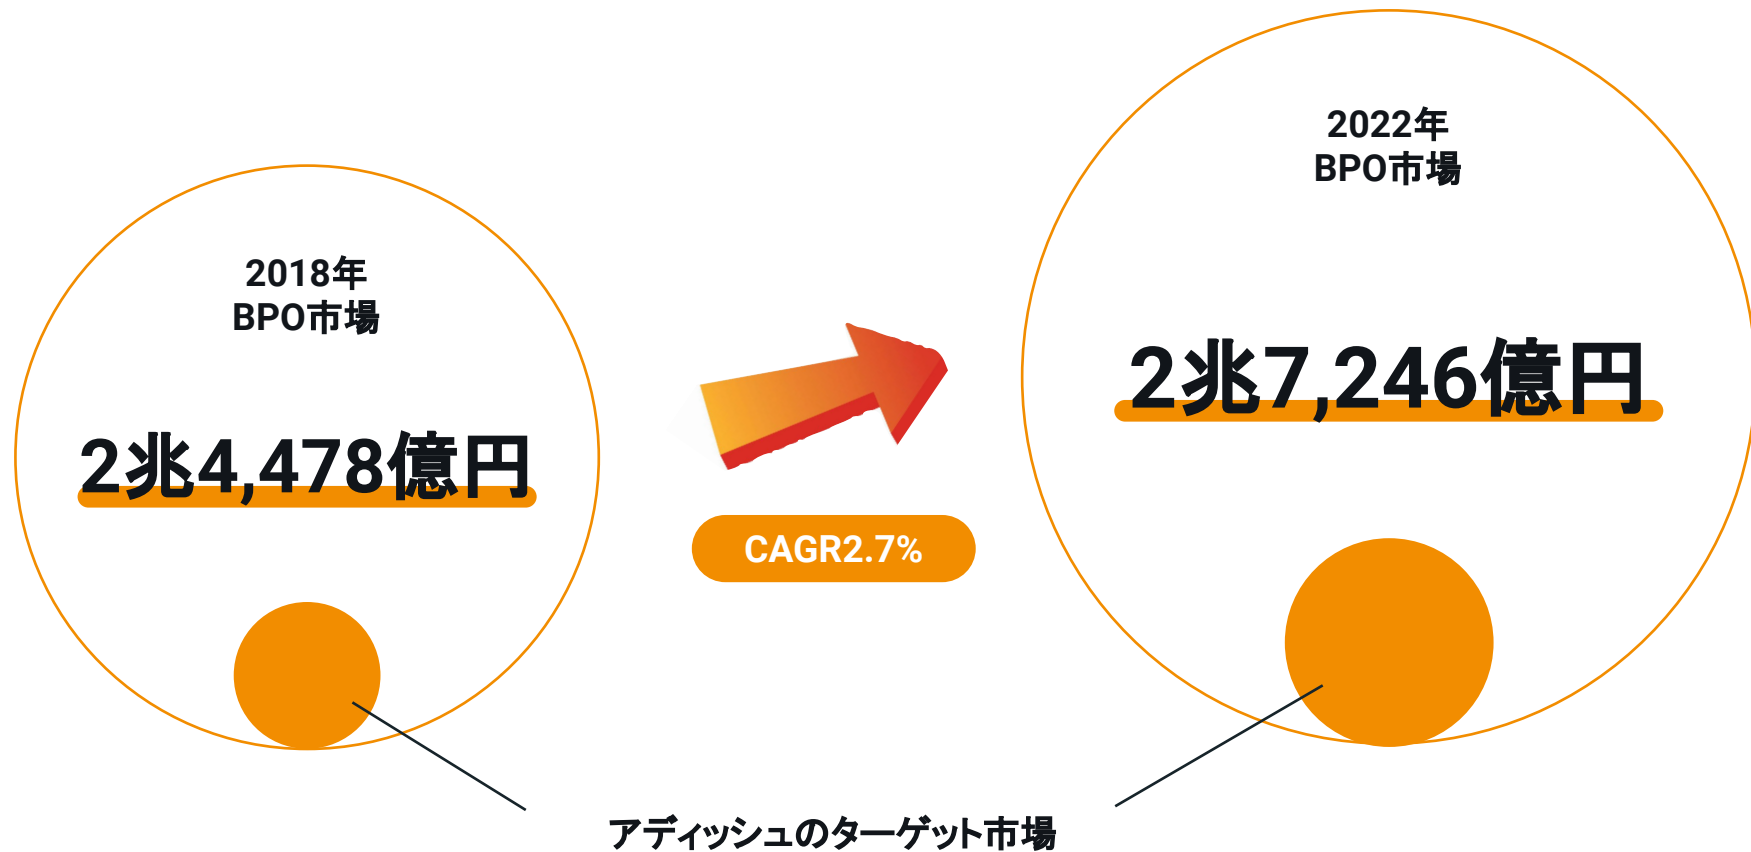 2018年
BPO市場
2兆4,478億円
CAGR2.7%
2022年
BPO市場
2兆7,246億円
アディッシュのターゲット市場